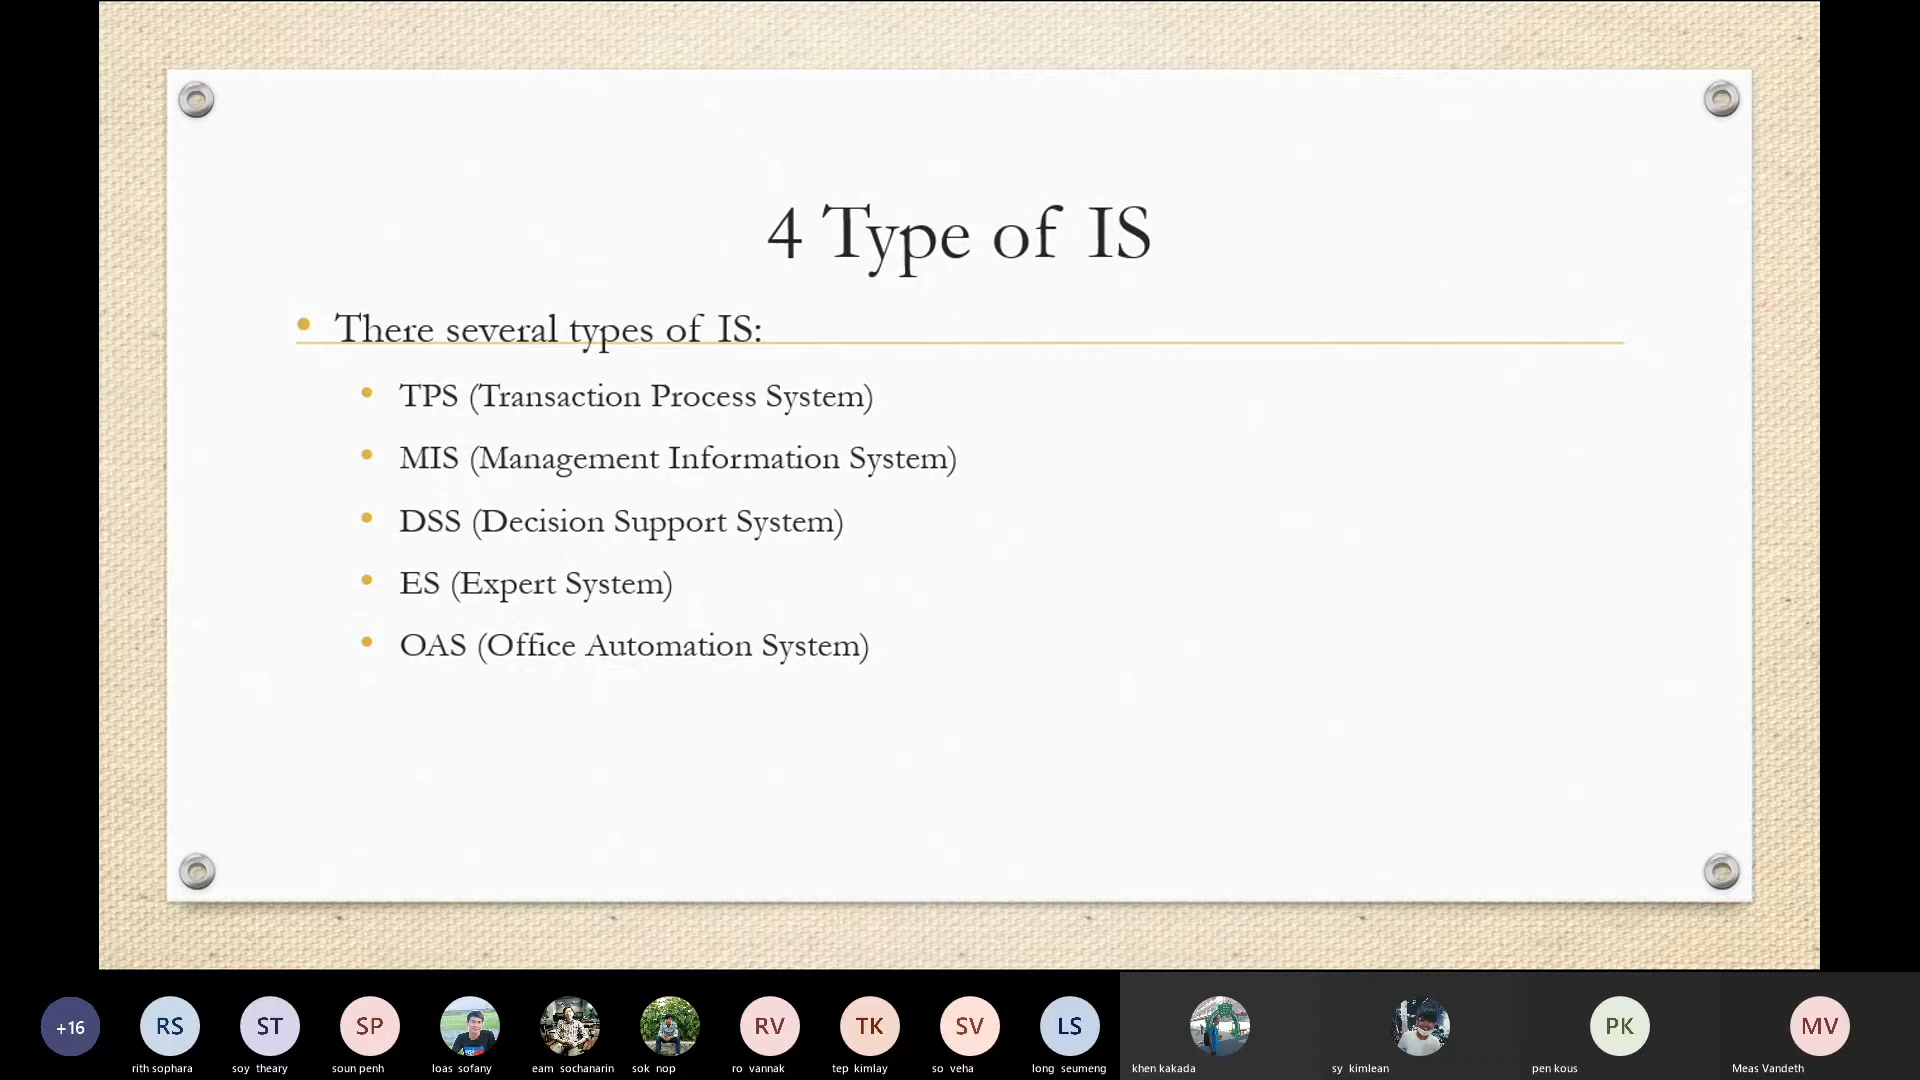 4 Type of IS
There several types of IS:
TPS (Transaction Process System)
MIS (Management Information System)
DSS (Decision Support System)
ES (Expert System)
OAS (Office Automation System)
+16
RS
ST
SP
RV
TK
SV
LS
PK
MV
rith sophara
soy theary
soun penh
loas sofany
eam sochanarin
sok nop
ro vannak
tep kimlay
so veha
long seumeng
khen kakada
sy kimlean
pen kous
Meas Vandeth